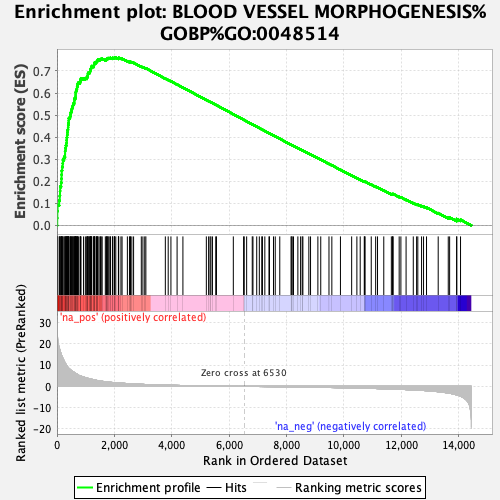 Enrichment plot: BLOOD VESSEL MORPHOGENESIS%
GOBP%GO:0048514
Enrichment score (ES)
0.7
0.6
0.5
0.4
0.3
0.2
0.1
0.0
Ranked list metric (PreRanked)
'na_pos' (positively correlated)
30
20
10
0
-10
-20
Zero cross at 6530
'na_neg' (negatively correlated)
0
2,000
4,000
6,000
8,000
10,000
12,000
14,000
Rank in Ordered Dataset
Enrichment profile
Hits
Ranking metric scores